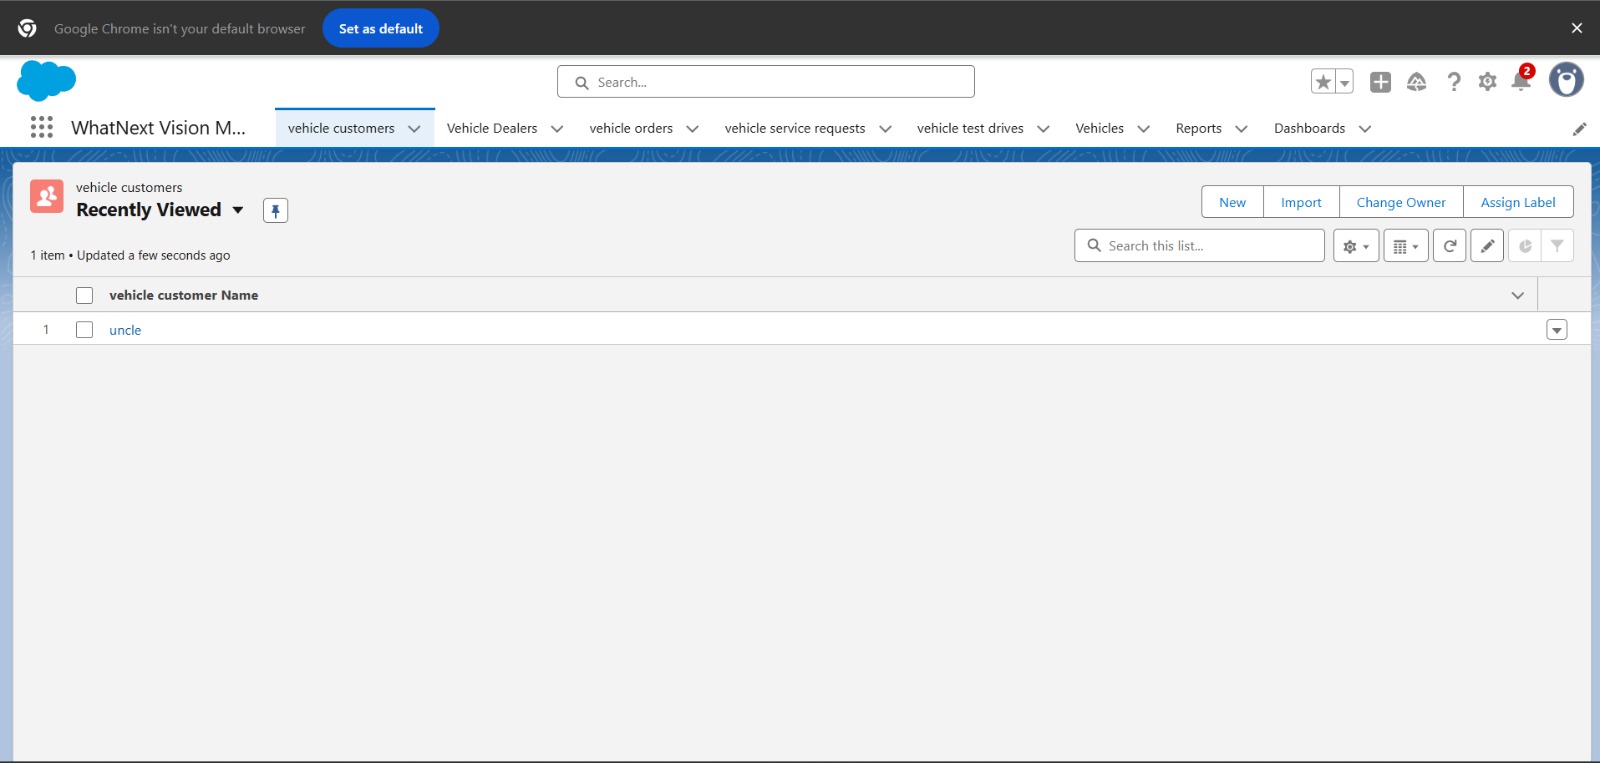 Google Chrome isn't your default browser Set as default
Search...
2
WhatNext Vision M... vehicle customers Vehicle Dealers vehicle orders vehicle service requests vehicle test drives Vehicles Reports Dashboards
vehicle customers
Recently Viewed
New Import Change Owner Assign Label
1 item • Updated a few seconds ago
Search this list...
vehicle customer Name
1 uncle